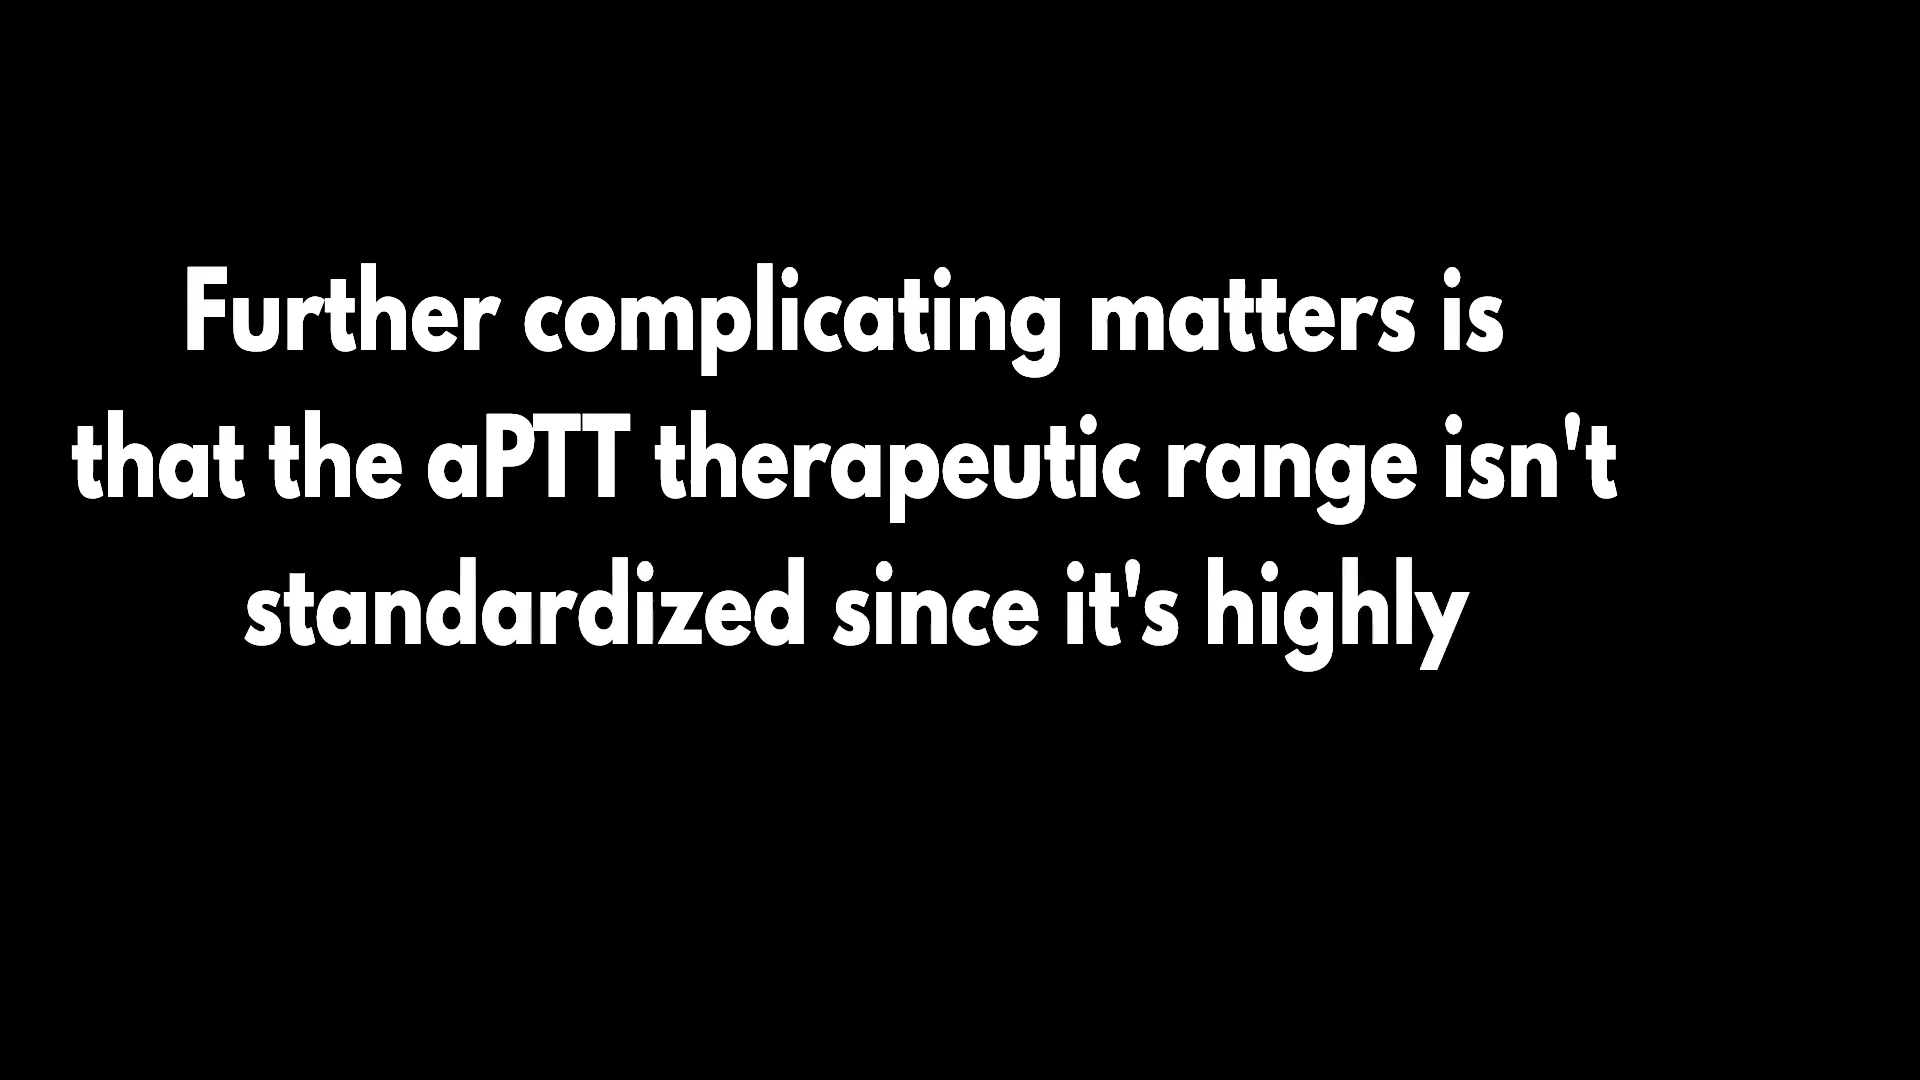 Further complicating matters is
that the aPTT therapeutic range isn't
standardized since it's highly